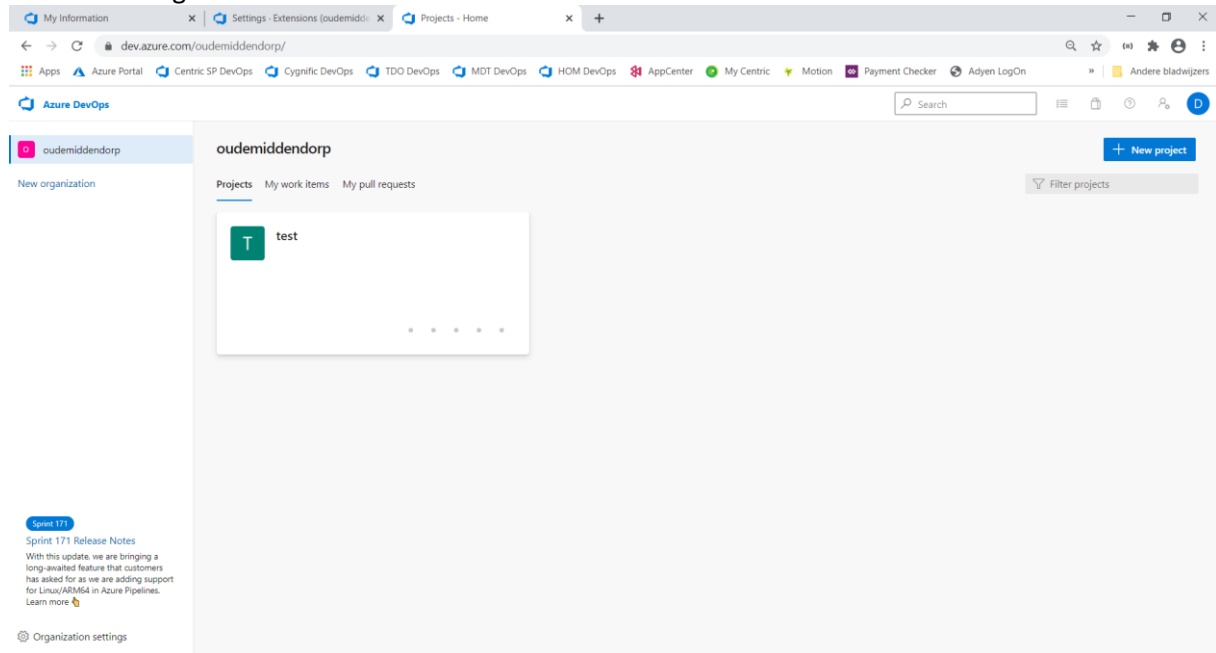 My Information
Settings - Extensions (oudemidde
Projects - Home
dev.azure.com/oudemiddendorp/
Apps Azure Portal Centric SP DevOps Cygnific DevOps TDO DevOps MDT DevOps HOM DevOps AppCenter My Centric Motion Payment Checker Adyen LogOn » Andere bladwijzers
Azure DevOps
Search
D
O oudemiddendorp
New organization
oudemiddendorp
+ New project
Projects My work items My pull requests
Filter projects
T test
Sprint 171
Sprint 171 Release Notes
With this update, we are bringing a
long-awaited feature that customers
has asked for as we are adding support
for Linux/ARM64 in Azure Pipelines.
Learn more 👆
Organization settings